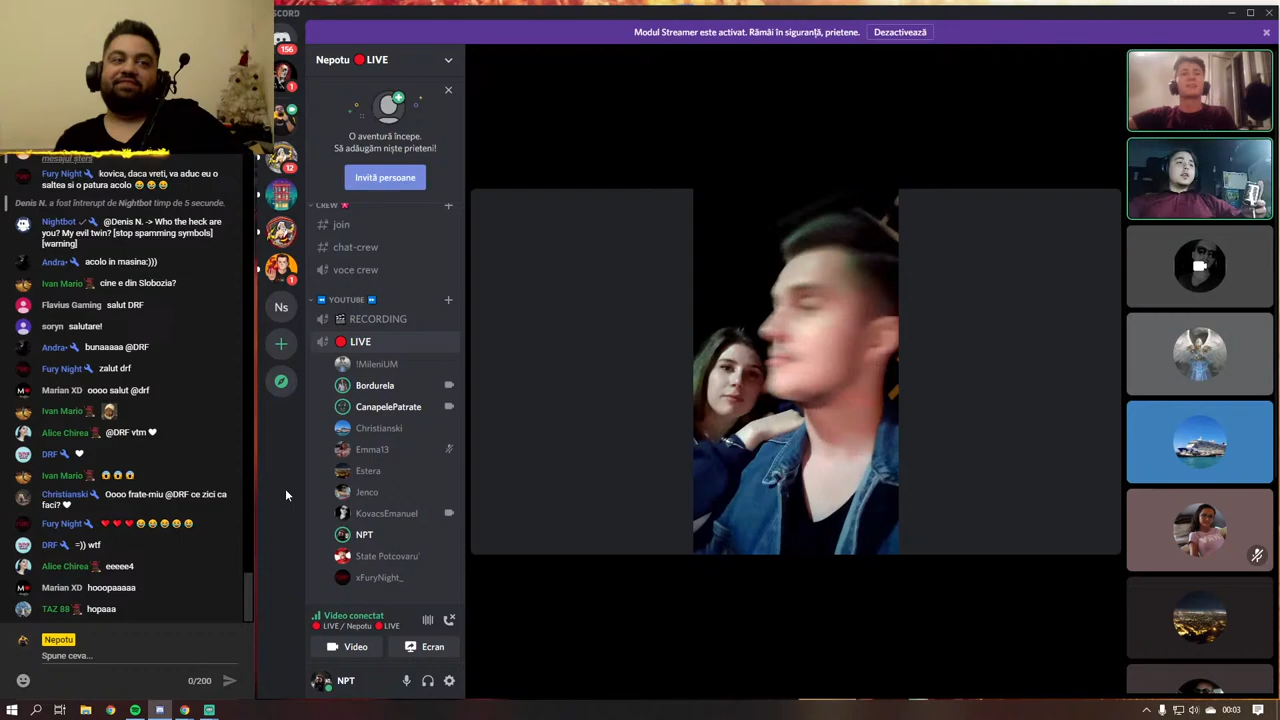 mesajul șters
Fury Night kovica, daca vreti, va aduc eu o
saltea si o patura acolo
Denis N. a fost întrerupt de Nightbot timp de 5 secunde.
Nightbot @Denis N. -> Who the heck are
you? My evil twin? [stop spamming symbols]
[warning]
Andra• acolo in masina:)))
Ivan Mario cine e din Slobozia?
Flavius Gaming salut DRF
soryn salutare!
Andra• bunaaaaa @DRF
Fury Night zalut drf
Marian XD oooo salut @drf
Ivan Mario
Alice Chirea @DRF vtm
DRF
Ivan Mario
Christianski Oooo frate-miu @DRF ce zici ca
faci?
Fury Night
DRF =)) wtf
Alice Chirea eeeee4
Marian XD hooopaaaaa
TAZ 88 hopaaa
Nepotu
Spune ceva...
0/200
156
1
12
1
Ns
Modul Streamer este activat. Rămâi în siguranță, prietene.
Dezactivează
Nepotu LIVE
O aventură începe.
Să adăugăm niște prieteni!
Invită persoane
CREW
# join
# chat-crew
voce crew
YOUTUBE
RECORDING
LIVE
!MileniUM
Bordurela
CanapelePatrate
Christianski
Emma13
Estera
Jenco
KovacsEmanuel
NPT
State Potcovaru'
xFuryNight_
Video conectat
LIVE / Nepotu LIVE
Video
Ecran
NPT
00:03